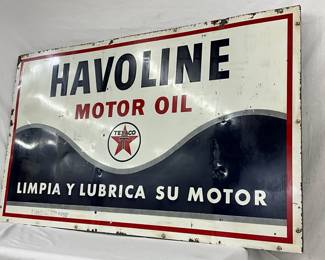 HAVOLINE
MOTOR OIL
TEXACO
LIMPIA Y LUBRICA SU MOTOR